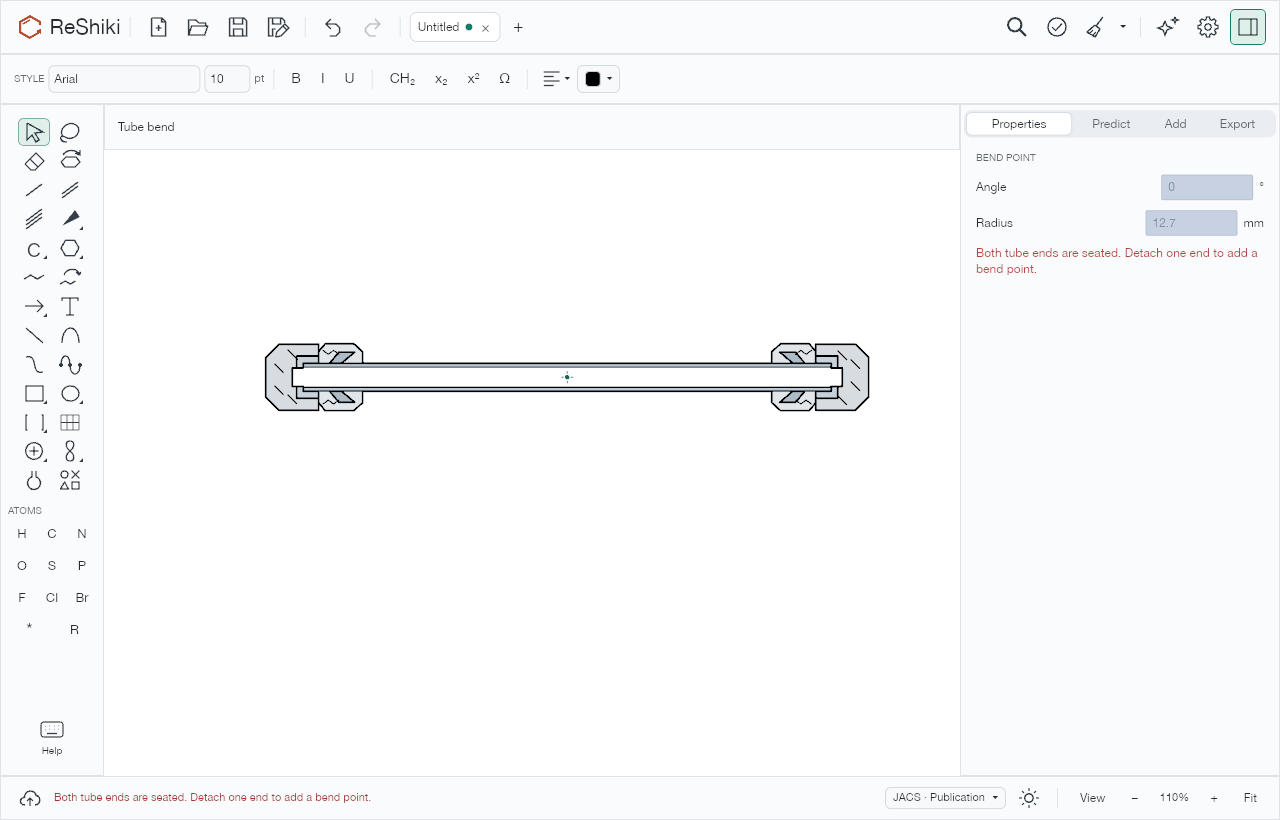 ReShiki
Untitled
STYLE Arial 10 pt B I U CH₂ x₂ x² Ω
Tube bend
Properties Predict Add Export
BEND POINT
Angle 0 °
Radius 12.7 mm
Both tube ends are seated. Detach one end to add a
bend point.
C
T
ATOMS
H C N
O S P
F Cl Br
* R
Help
Both tube ends are seated. Detach one end to add a bend point.
JACS · Publication
View − 110% + Fit